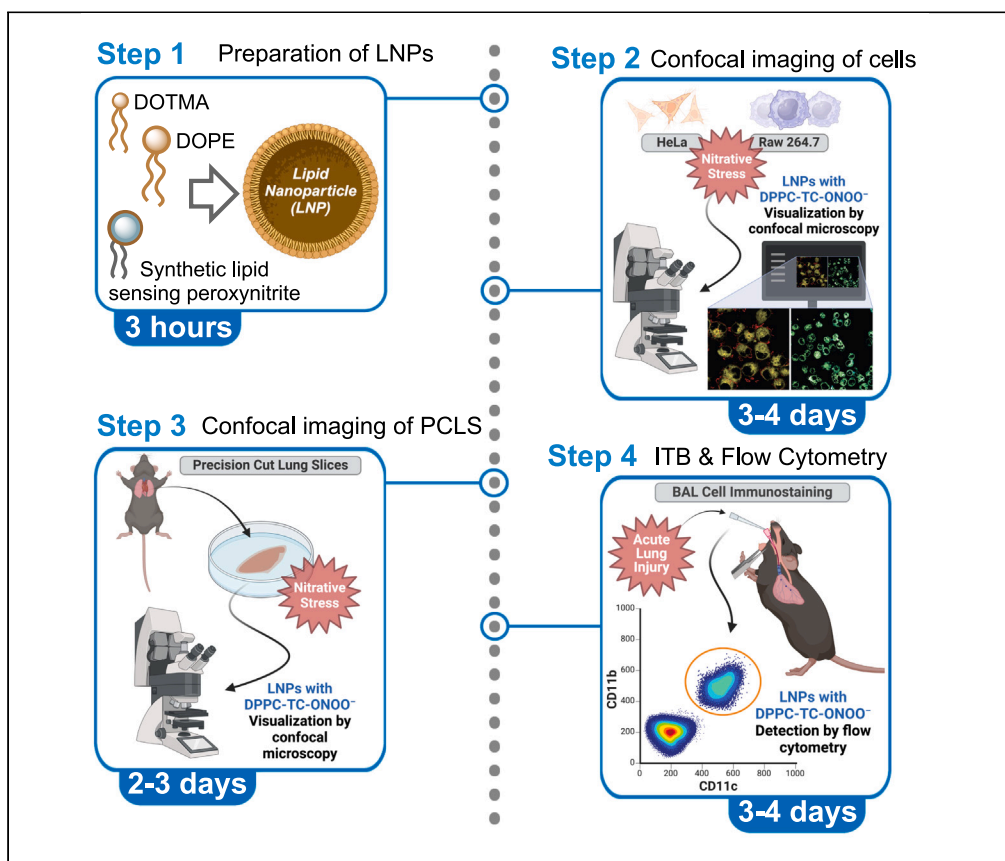 Step 1 Preparation of LNPs
DOTMA
DOPE
Lipid
Nanoparticle
(LNP)
Synthetic lipid
sensing peroxynitrite
3 hours
Step 2 Confocal imaging of cells
HeLa
Raw 264.7
Nitrative
Stress
LNPs with
DPPC-TC-ONOO⁻
Visualization by
confocal microscopy
3-4 days
Step 3 Confocal imaging of PCLS
Precision Cut Lung Slices
Nitrative
Stress
LNPs with
DPPC-TC-ONOO⁻
Visualization by
confocal
microscopy
2-3 days
Step 4 ITB & Flow Cytometry
BAL Cell Immunostaining
Acute
Lung
Injury
1000
800
600
400
200
0
CD11b
0 200 400 600 800 1000
CD11c
LNPs with
DPPC-TC-ONOO⁻
Detection by flow
cytometry
3-4 days